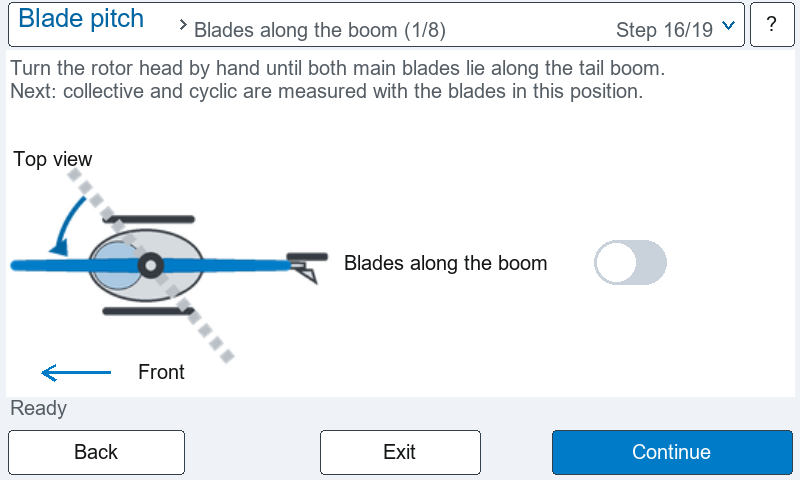 Blade pitch
Blades along the boom (1/8)
Step 16/19
?
Turn the rotor head by hand until both main blades lie along the tail boom.
Next: collective and cyclic are measured with the blades in this position.
Top view
Blades along the boom
Front
Ready
Back
Exit
Continue